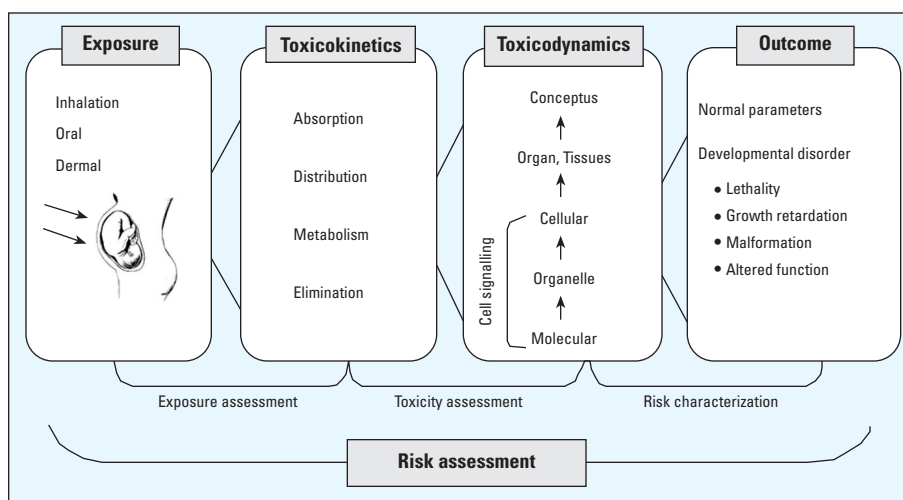 Exposure
Inhalation
Oral
Dermal
Toxicokinetics
Absorption
Distribution
Metabolism
Elimination
Toxicodynamics
Conceptus
Organ, Tissues
Cellular
Organelle
Molecular
Cell signalling
Outcome
Normal parameters
Developmental disorder
• Lethality
• Growth retardation
• Malformation
• Altered function
Exposure assessment
Toxicity assessment
Risk characterization
Risk assessment